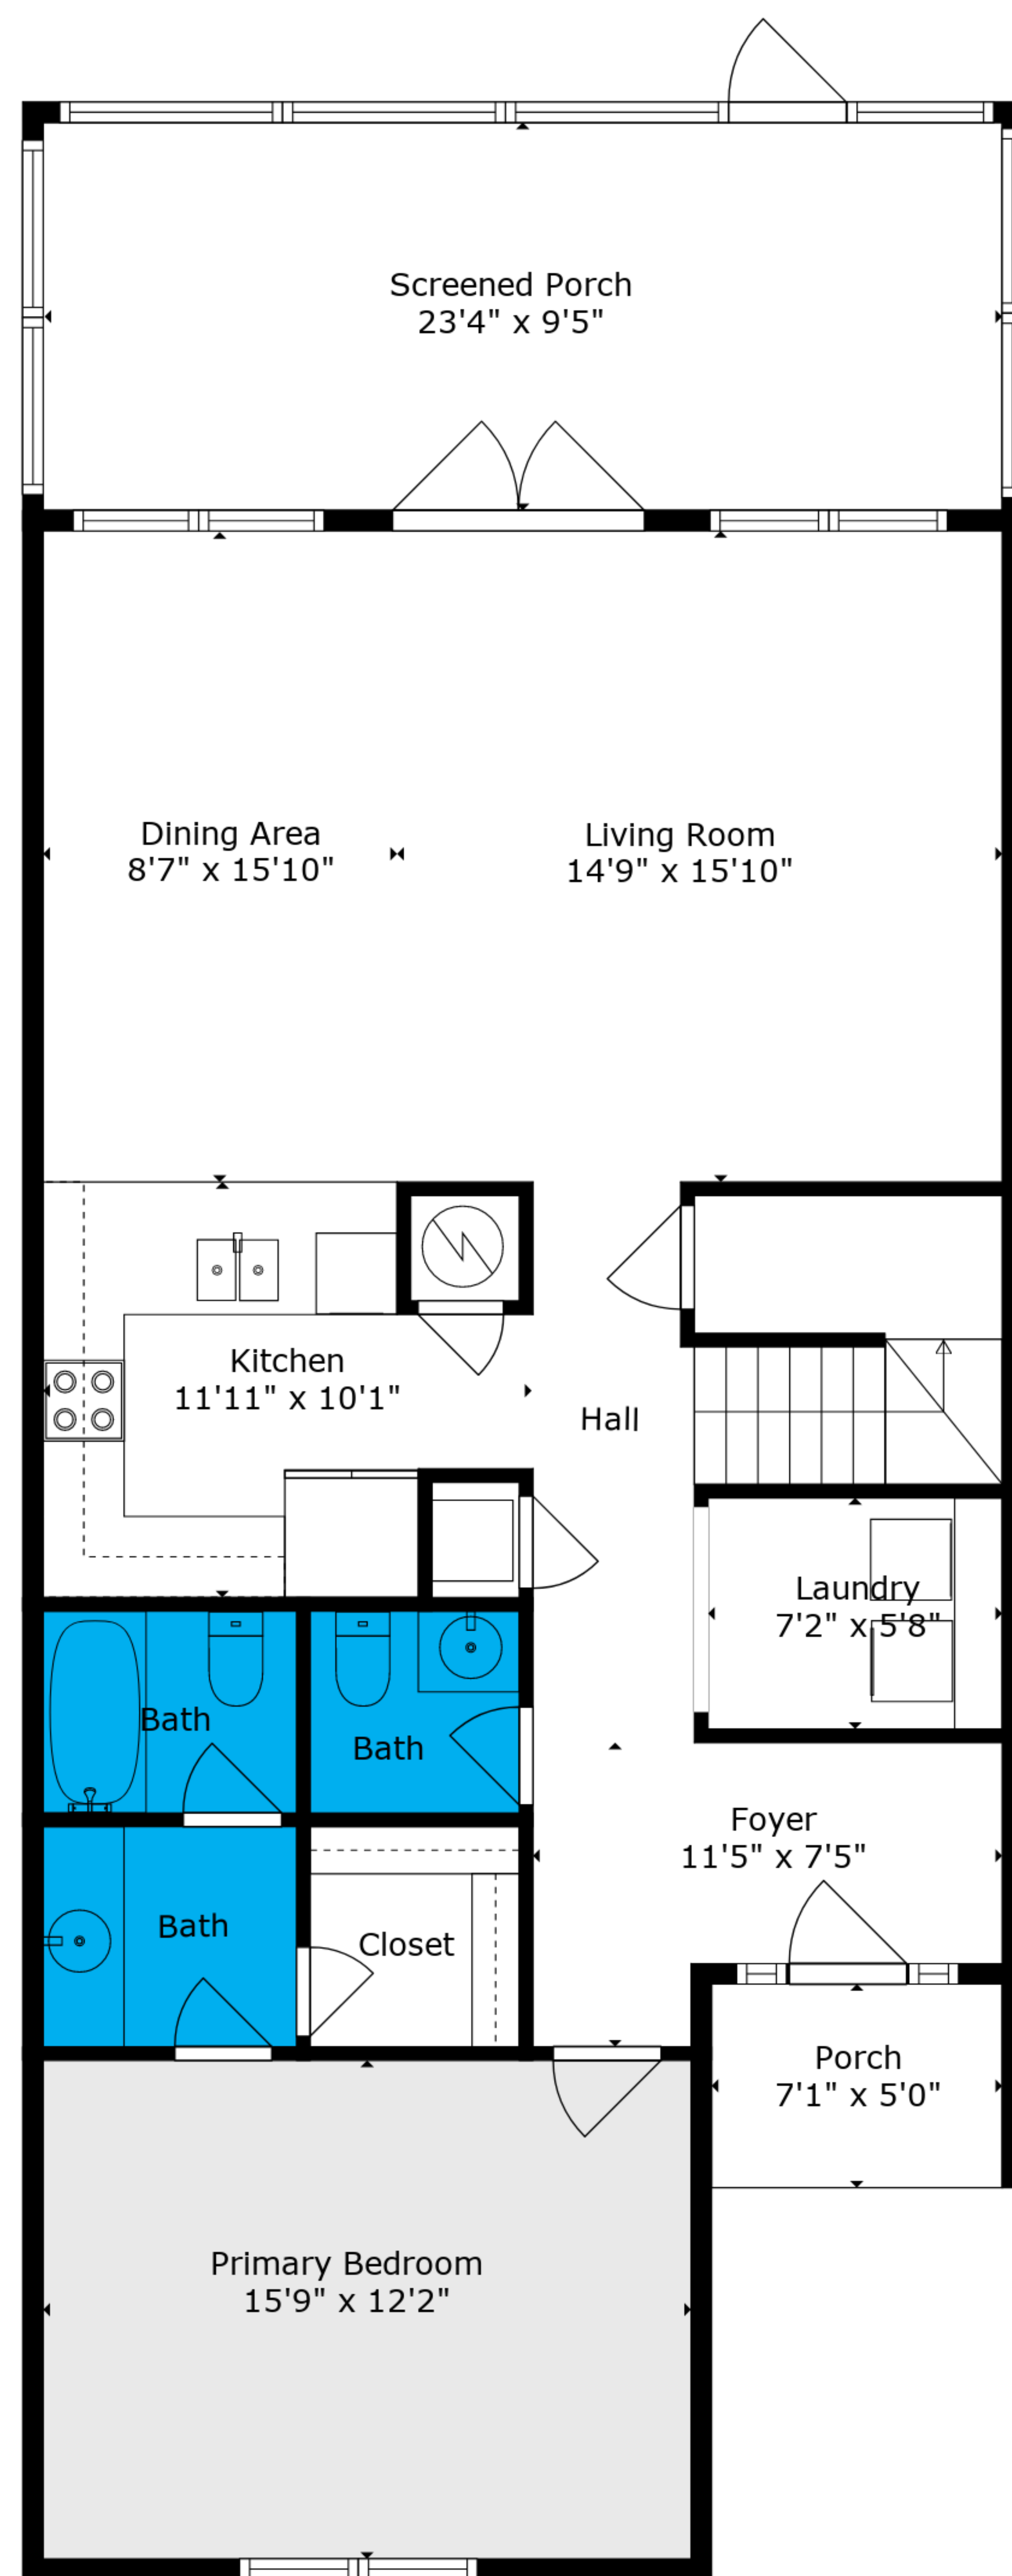 Screened Porch
23'4" x 9'5"
Dining Area
8'7" x 15'10"
Living Room
14'9" x 15'10"
Kitchen
11'11" x 10'1"
Hall
Laundry
7'2" x 5'8"
Bath
Bath
Foyer
11'5" x 7'5"
Bath
Closet
Porch
7'1" x 5'0"
Primary Bedroom
15'9" x 12'2"